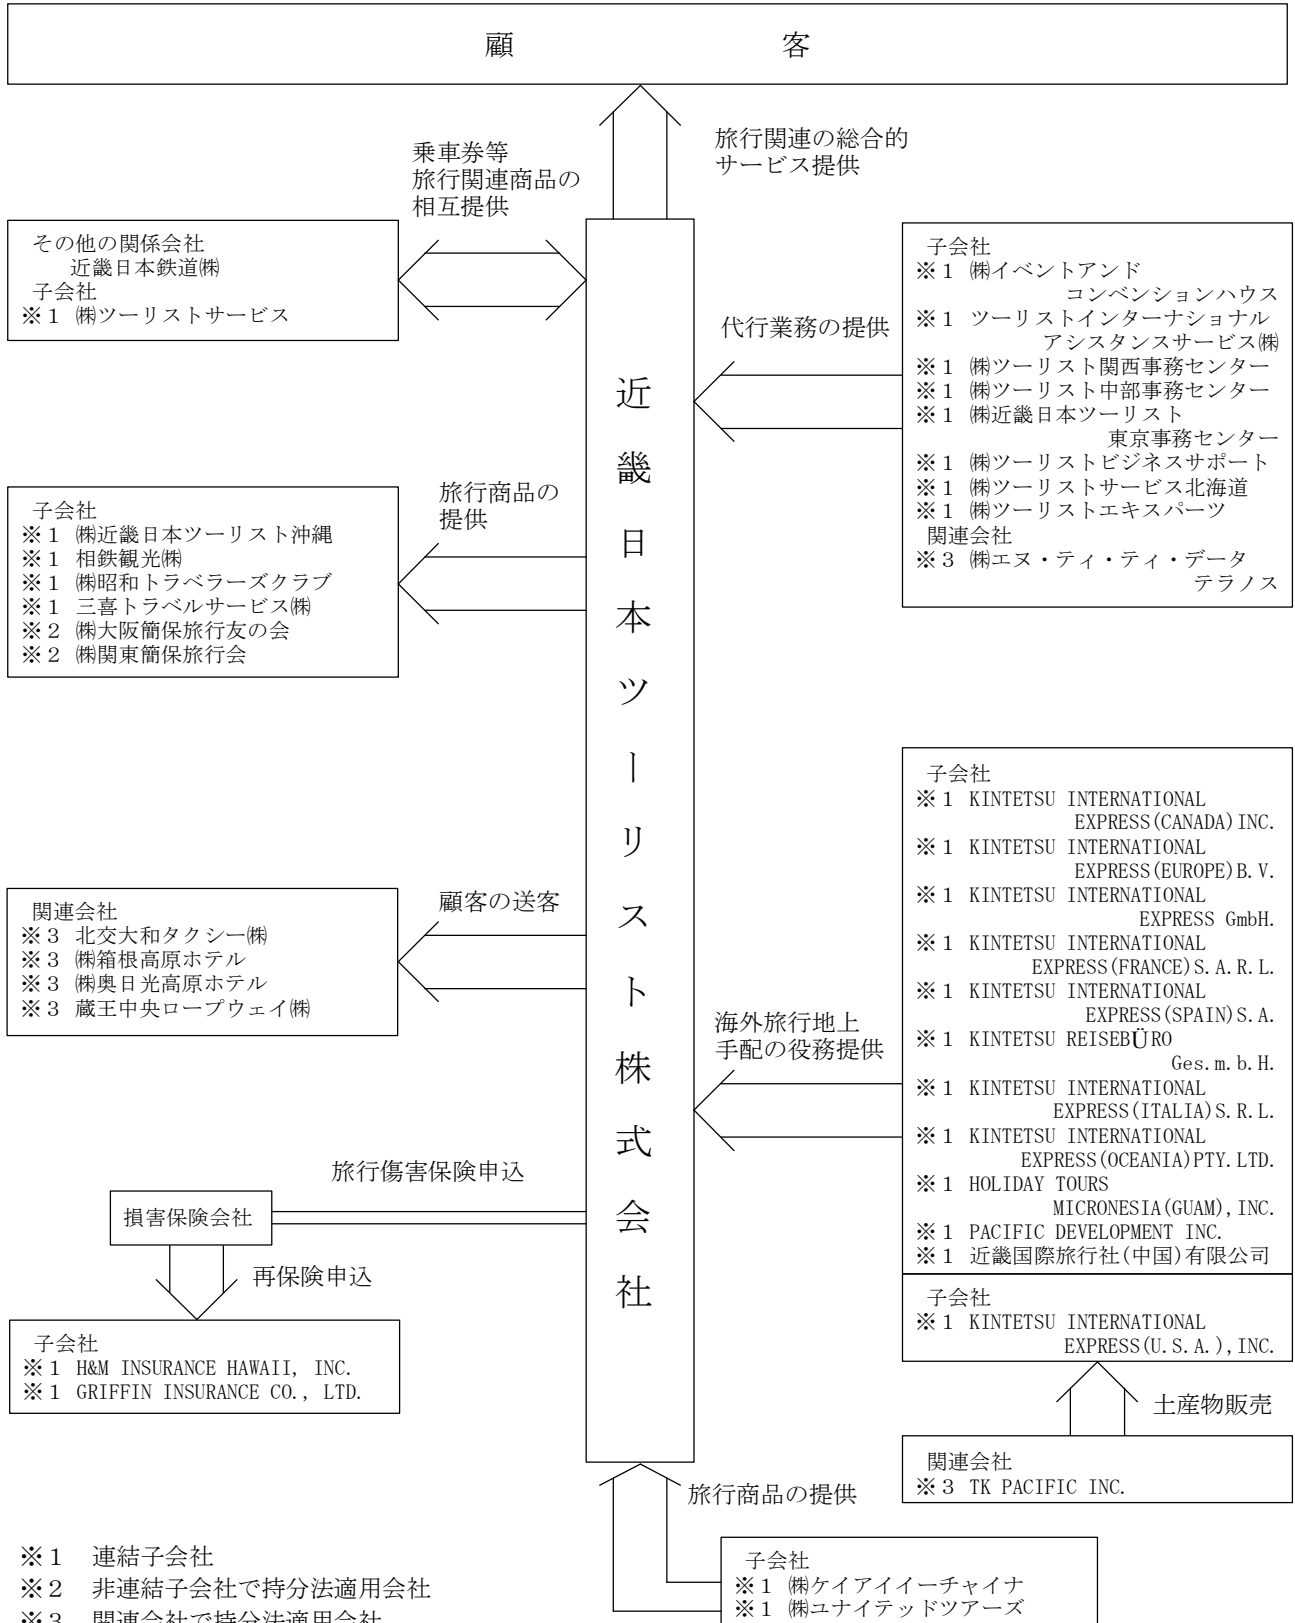 顧客
旅行関連の総合的
サービス提供
乗車券等
旅行関連商品の
相互提供
その他の関係会社
近畿日本鉄道㈱
子会社
※1 ㈱ツーリストサービス
近畿日本ツーリスト株式会社
代行業務の提供
子会社
※1 ㈱イベントアンド
コンベンションハウス
※1 ツーリストインターナショナル
アシスタンスサービス㈱
※1 ㈱ツーリスト関西事務センター
※1 ㈱ツーリスト中部事務センター
※1 ㈱近畿日本ツーリスト
東京事務センター
※1 ㈱ツーリストビジネスサポート
※1 ㈱ツーリストサービス北海道
※1 ㈱ツーリストエキスパーツ
関連会社
※3 ㈱エヌ・ティ・ティ・データ
テラノス
旅行商品の
提供
子会社
※1 ㈱近畿日本ツーリスト沖縄
※1 相鉄観光㈱
※1 ㈱昭和トラベラーズクラブ
※1 三喜トラベルサービス㈱
※2 ㈱大阪簡保旅行友の会
※2 ㈱関東簡保旅行会
顧客の送客
関連会社
※3 北交大和タクシー㈱
※3 ㈱箱根高原ホテル
※3 ㈱奥日光高原ホテル
※3 蔵王中央ロープウェイ㈱
海外旅行地上
手配の役務提供
子会社
※1 KINTETSU INTERNATIONAL
EXPRESS(CANADA)INC.
※1 KINTETSU INTERNATIONAL
EXPRESS(EUROPE)B.V.
※1 KINTETSU INTERNATIONAL
EXPRESS GmbH.
※1 KINTETSU INTERNATIONAL
EXPRESS(FRANCE)S.A.R.L.
※1 KINTETSU INTERNATIONAL
EXPRESS(SPAIN)S.A.
※1 KINTETSU REISEBÜRO
Ges.m.b.H.
※1 KINTETSU INTERNATIONAL
EXPRESS(ITALIA)S.R.L.
※1 KINTETSU INTERNATIONAL
EXPRESS(OCEANIA)PTY.LTD.
※1 HOLIDAY TOURS
MICRONESIA(GUAM),INC.
※1 PACIFIC DEVELOPMENT INC.
※1 近畿国際旅行社(中国)有限公司
子会社
※1 KINTETSU INTERNATIONAL
EXPRESS(U.S.A.),INC.
土産物販売
関連会社
※3 TK PACIFIC INC.
旅行傷害保険申込
損害保険会社
再保険申込
子会社
※1 H&M INSURANCE HAWAII, INC.
※1 GRIFFIN INSURANCE CO., LTD.
旅行商品の提供
子会社
※1 ㈱ケイアイイーチャイナ
※1 ㈱ユナイテッドツアーズ
※1 連結子会社
※2 非連結子会社で持分法適用会社
※3 関連会社で持分法適用会社